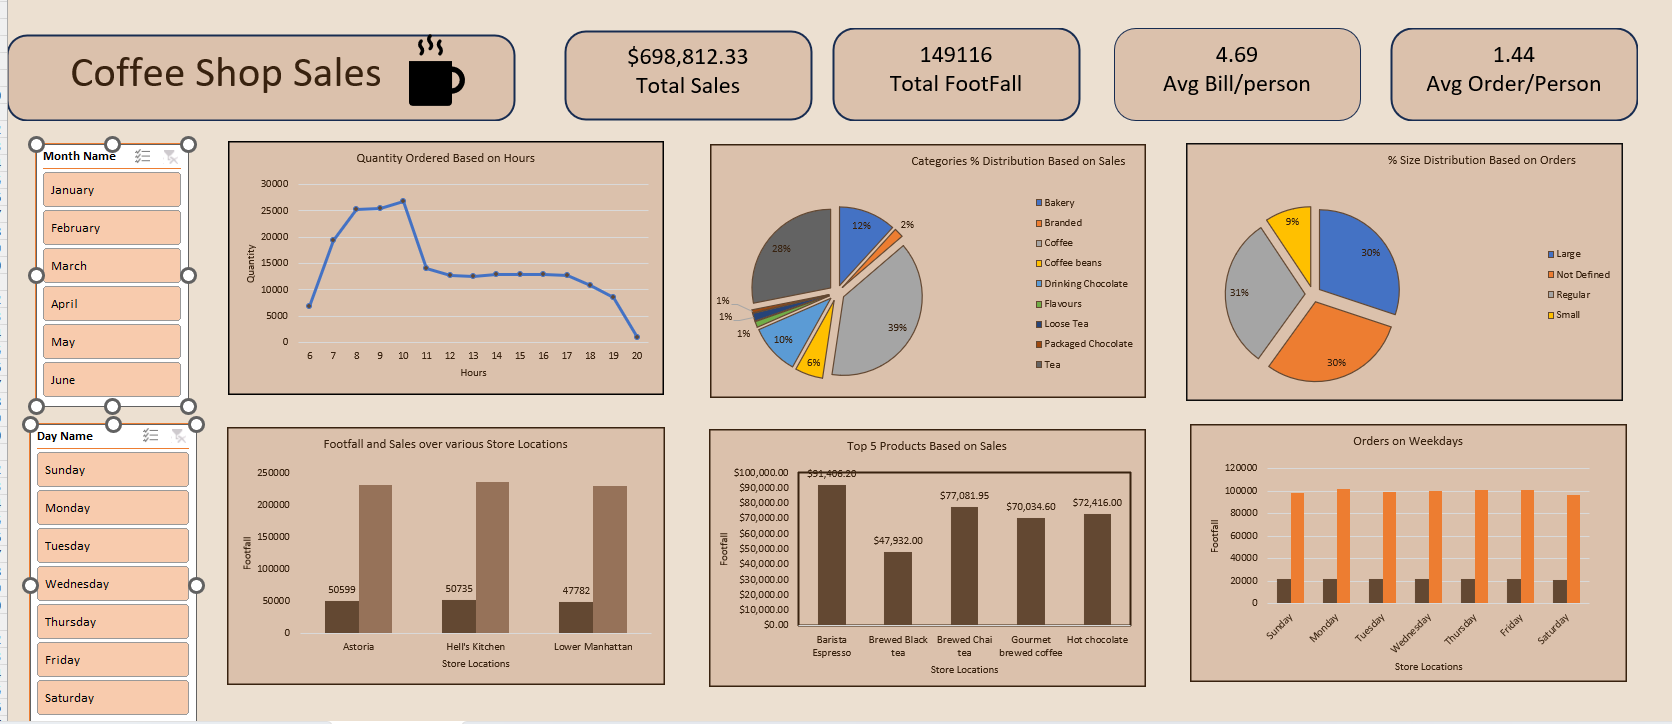 Coffee Shop Sales
$698,812.33
Total Sales
149116
Total FootFall
4.69
Avg Bill/person
1.44
Avg Order/Person
Month Name
January
February
March
April
May
June
Day Name
Sunday
Monday
Tuesday
Wednesday
Thursday
Friday
Saturday
Quantity Ordered Based on Hours
Quantity
30000
25000
20000
15000
10000
5000
0
6 7 8 9 10 11 12 13 14 15 16 17 18 19 20
Hours
Categories % Distribution Based on Sales
12%
2%
28%
39%
1%
1%
1%
10%
6%
Bakery
Branded
Coffee
Coffee beans
Drinking Chocolate
Flavours
Loose Tea
Packaged Chocolate
Tea
% Size Distribution Based on Orders
9%
30%
31%
30%
Large
Not Defined
Regular
Small
Footfall and Sales over various Store Locations
Footfall
250000
200000
150000
100000
50000
0
50599
50735
47782
Astoria
Hell's Kitchen
Lower Manhattan
Store Locations
Top 5 Products Based on Sales
Footfall
$100,000.00
$90,000.00
$80,000.00
$70,000.00
$60,000.00
$50,000.00
$40,000.00
$30,000.00
$20,000.00
$10,000.00
$0.00
$91,406.20
$47,932.00
$77,081.95
$70,034.60
$72,416.00
Barista
Espresso
Brewed Black
tea
Brewed Chai
tea
Gourmet
brewed coffee
Hot chocolate
Store Locations
Orders on Weekdays
Footfall
120000
100000
80000
60000
40000
20000
0
Sunday
Monday
Tuesday
Wednesday
Thursday
Friday
Saturday
Store Locations